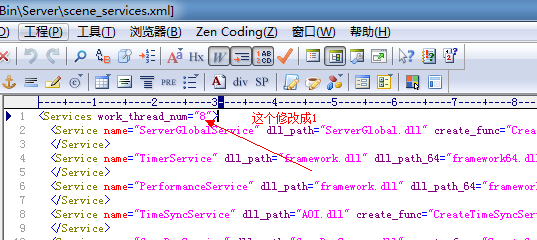 Bin\Server\scene_services.xml]
工程(P) 工具(T) 浏览器(B) Zen Coding(Z) 窗口(W) 帮助(H)
Aa Hx W
PRE A div SP
1 2 3 4 5 6 7 8
1 <Services work_thread_num="8">
这个修改成1
2 <Service name="ServerGlobalService" dll_path="ServerGlobal.dll" create_func="Crea
3 </Service>
4 <Service name="TimerService" dll_path="framework.dll" dll_path_64="framework64.dll
5 </Service>
6 <Service name="PerformanceService" dll_path="framework.dll" dll_path_64="framewor
7 </Service>
8 <Service name="TimeSyncService" dll_path="AOI.dll" create_func="CreateTimeSyncServ
9 </Service>